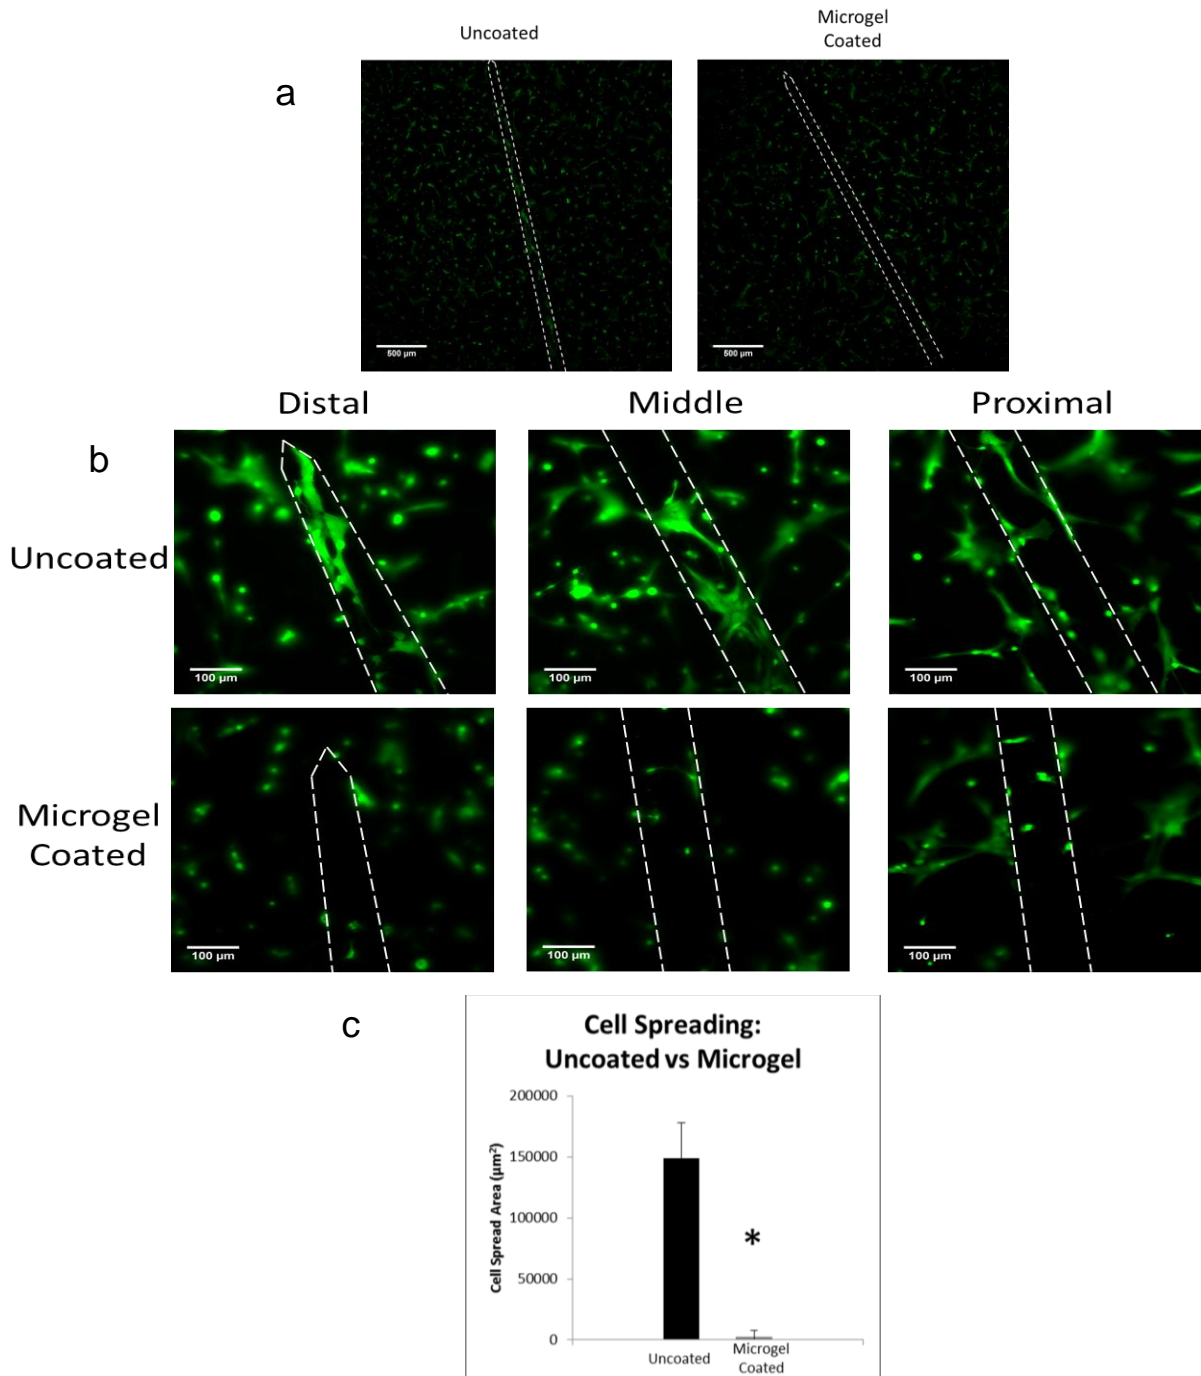 Uncoated
Microgel
Coated
a
500 µm
500 µm
Distal
Middle
Proximal
b
Uncoated
100 µm
100 µm
100 µm
Microgel
Coated
100 µm
100 µm
100 µm
c
Cell Spreading:
Uncoated vs Microgel
Cell Spread Area (µm²)
200000
150000
100000
50000
0
*
Uncoated
Microgel
Coated